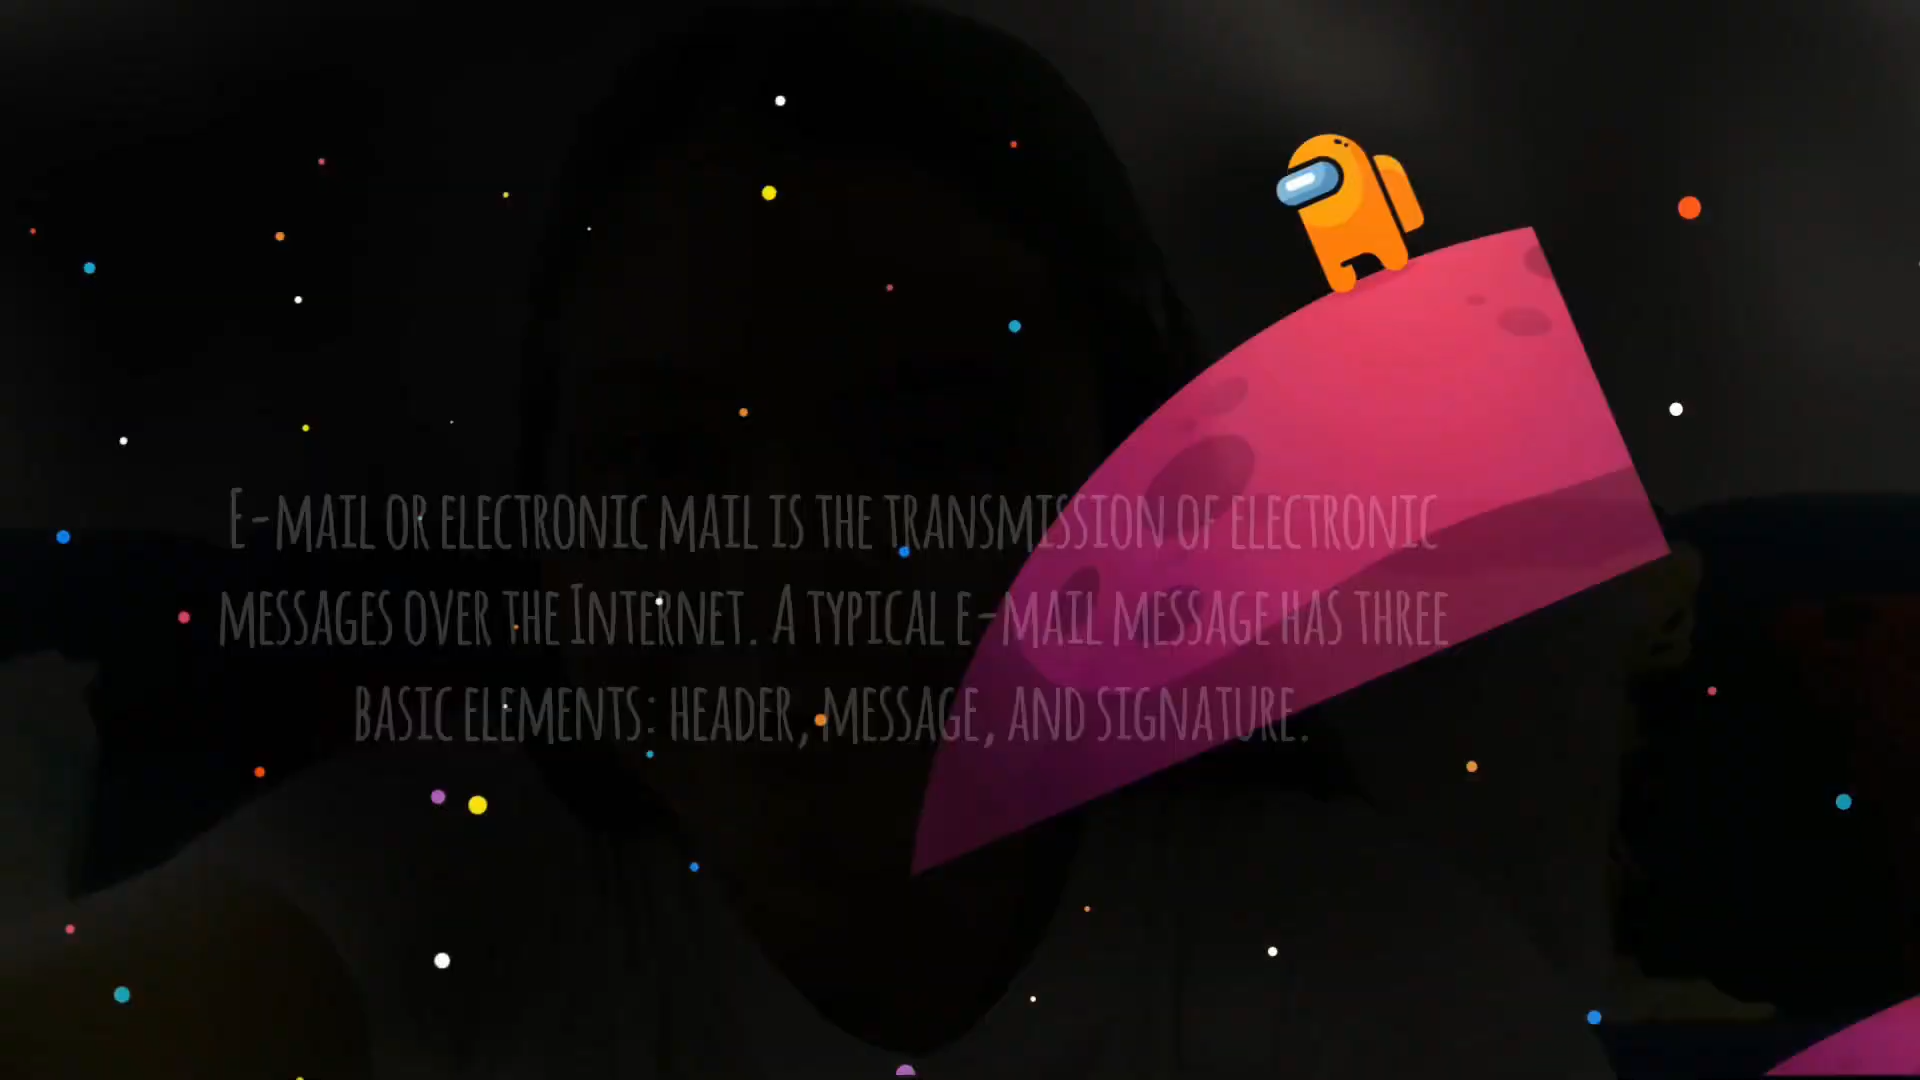 E-mail or electronic mail is the transmission of electronic
messages over the Internet. A typical e-mail message has three
basic elements: header, message, and signature.